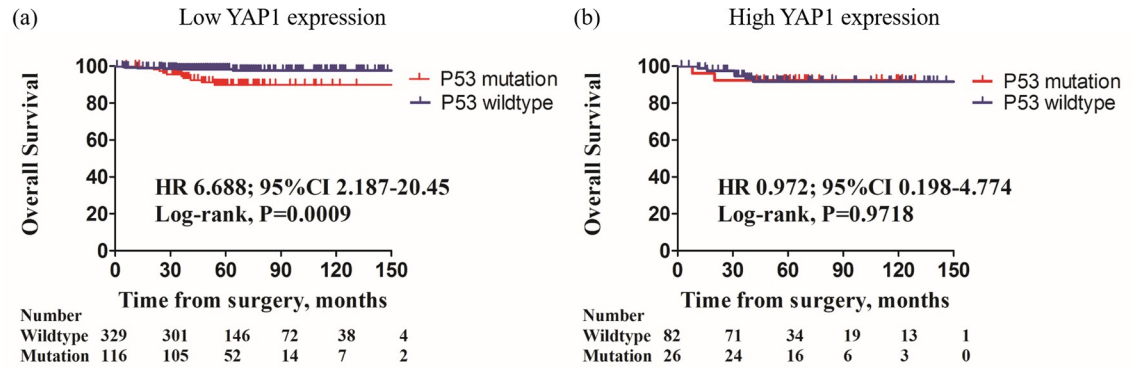 (a) Low YAP1 expression
100
80
60
40
20
0
Overall Survival
P53 mutation
P53 wildtype
HR 6.688; 95%CI 2.187-20.45
Log-rank, P=0.0009
0 30 60 90 120 150
Time from surgery, months
Number
Wildtype 329 301 146 72 38 4
Mutation 116 105 52 14 7 2
(b) High YAP1 expression
100
80
60
40
20
0
Overall Survival
P53 mutation
P53 wildtype
HR 0.972; 95%CI 0.198-4.774
Log-rank, P=0.9718
0 30 60 90 120 150
Time from surgery, months
Number
Wildtype 82 71 34 19 13 1
Mutation 26 24 16 6 3 0